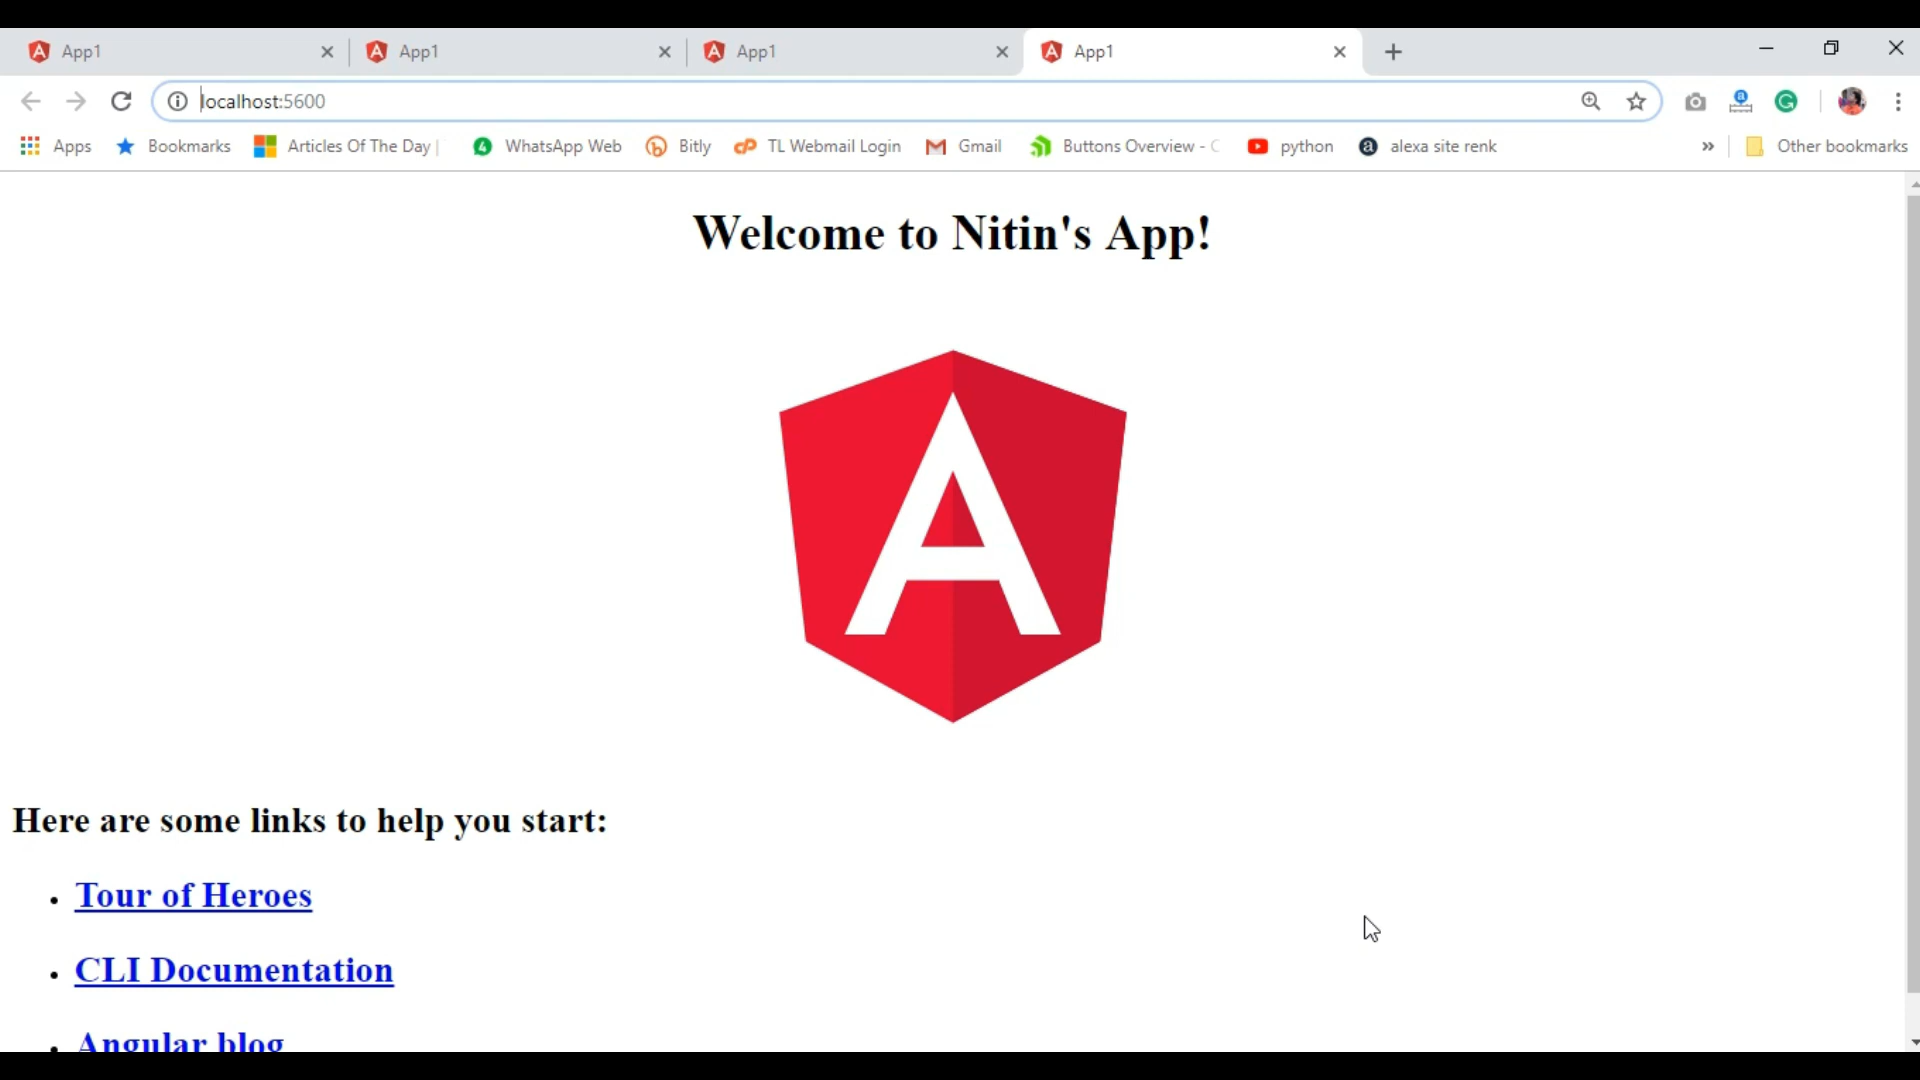 App1 App1 App1 App1
localhost:5600
Apps Bookmarks Articles Of The Day WhatsApp Web Bitly TL Webmail Login Gmail Buttons Overview - python alexa site renk » Other bookmarks
Welcome to Nitin's App!
Here are some links to help you start:
• Tour of Heroes
• CLI Documentation
• Angular blog